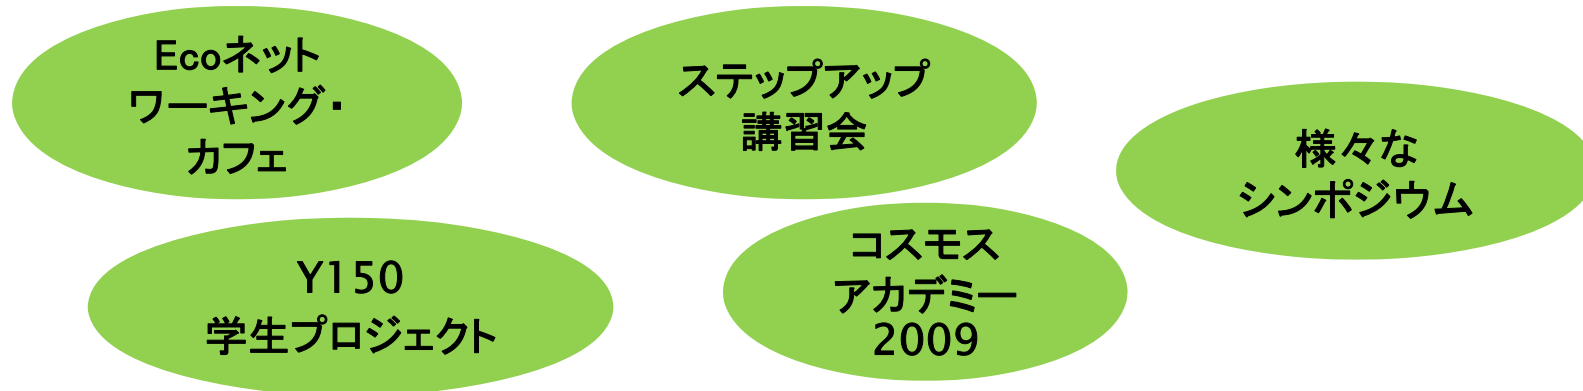 Ecoネット
ワーキング・
カフェ
ステップアップ
講習会
様々な
シンポジウム
Y150
学生プロジェクト
コスモス
アカデミー
2009